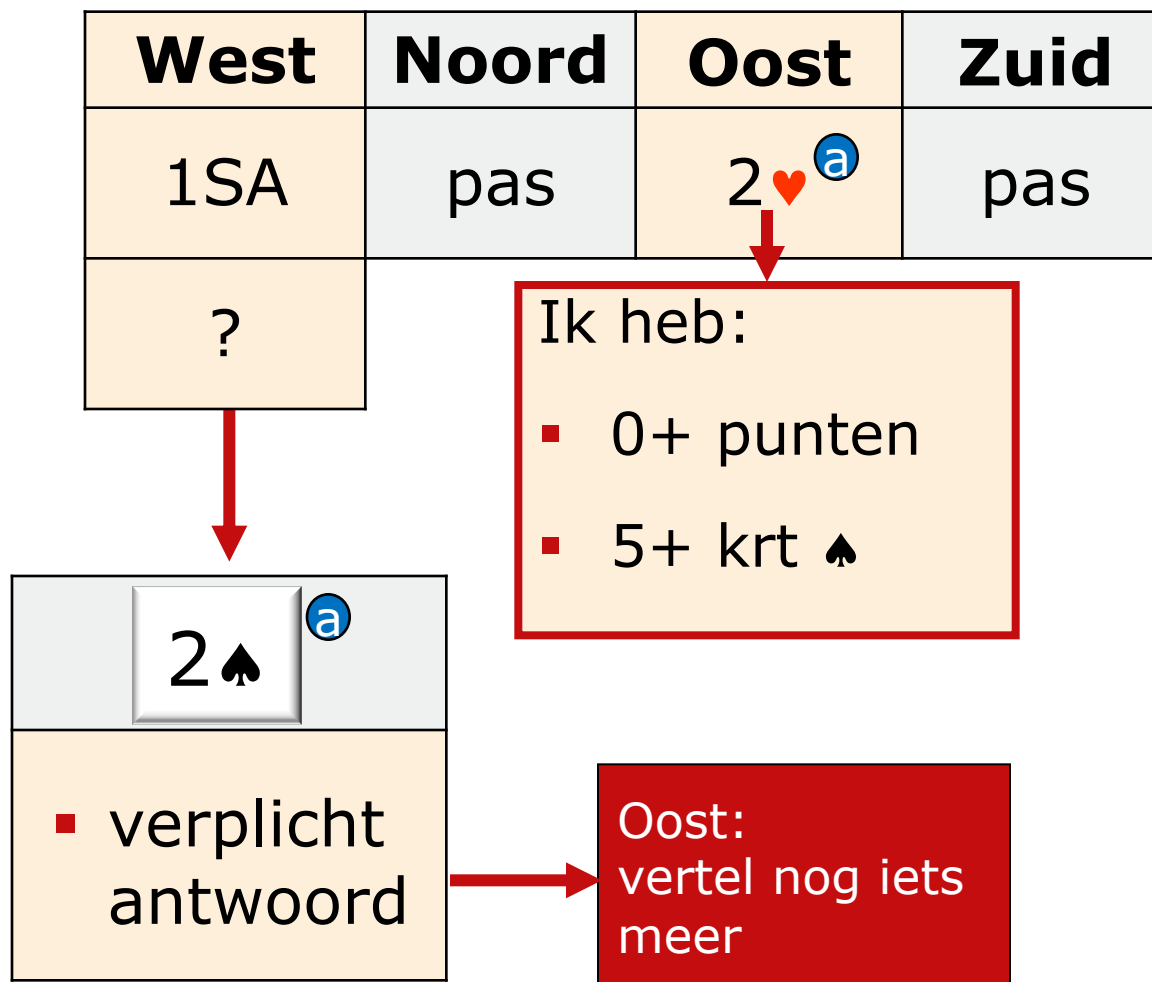 West Noord Oost Zuid
1SA pas 2♥ a pas
?
Ik heb:
▪ 0+ punten
▪ 5+ krt ♠
2♠ a
▪ verplicht
antwoord
Oost:
vertel nog iets
meer